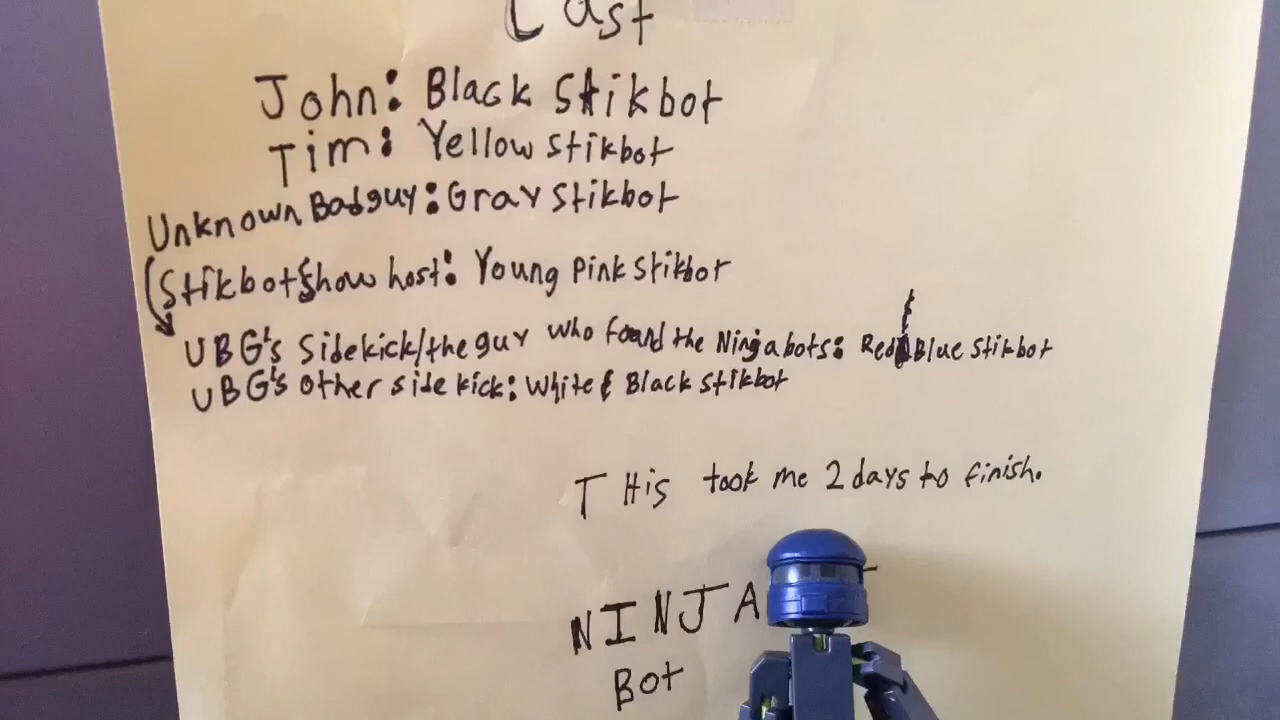 Cast
John: Black Stikbot
Tim: Yellow Stikbot
Unknown Badguy: Gray Stikbot
Stikbot Show host: Young Pink Stikbot
UBG's Sidekick/the guy who found the Ninjabots: Red & Blue Stikbot
UBG's other sidekick: White & Black Stikbot
THis took me 2 days to finish.
NINJA
Bot